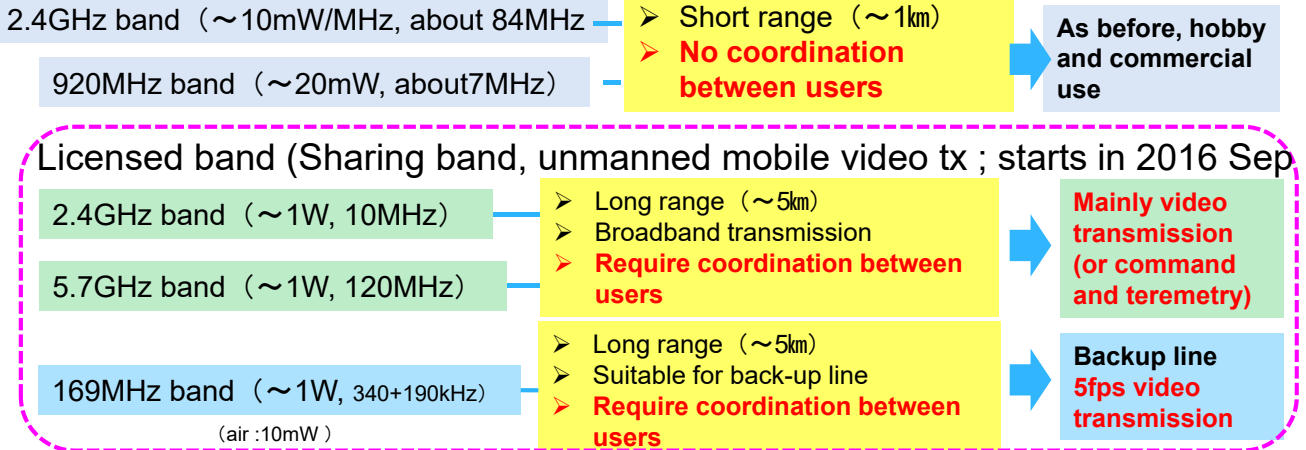 2.4GHz band（～10mW/MHz, about 84MHz
920MHz band（～20mW, about7MHz）
➢ Short range（～1㎞）
➢ No coordination
between users
As before, hobby
and commercial
use
Licensed band (Sharing band, unmanned mobile video tx ; starts in 2016 Sep
2.4GHz band（～1W, 10MHz）
5.7GHz band（～1W, 120MHz）
➢ Long range（～5㎞）
➢ Broadband transmission
➢ Require coordination between
users
Mainly video
transmission
(or command
and teremetry)
169MHz band（～1W, 340+190kHz）
（air :10mW ）
➢ Long range（～5㎞）
➢ Suitable for back-up line
➢ Require coordination between
users
Backup line
5fps video
transmission